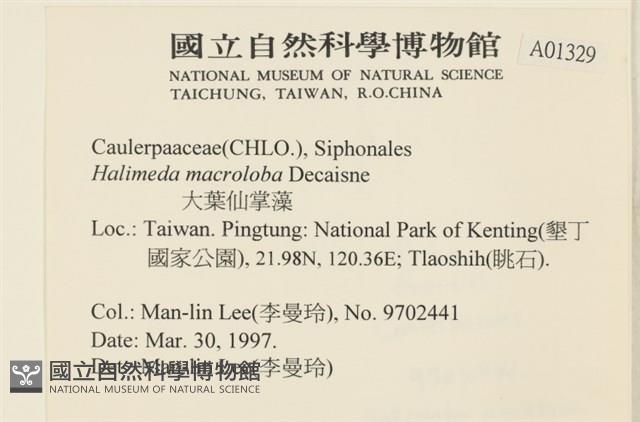 國立自然科學博物館
A01329
NATIONAL MUSEUM OF NATURAL SCIENCE
TAICHUNG, TAIWAN, R.O.CHINA
Caulerpaaceae(CHLO.), Siphonales
Halimeda macroloba Decaisne
大葉仙掌藻
Loc.: Taiwan. Pingtung: National Park of Kenting(墾丁
國家公園), 21.98N, 120.36E; Tlaoshih(眺石).
Col.: Man-lin Lee(李曼玲), No. 9702441
Date: Mar. 30, 1997.
(李曼玲)
國立自然科學博物館
NATIONAL MUSEUM OF NATURAL SCIENCE